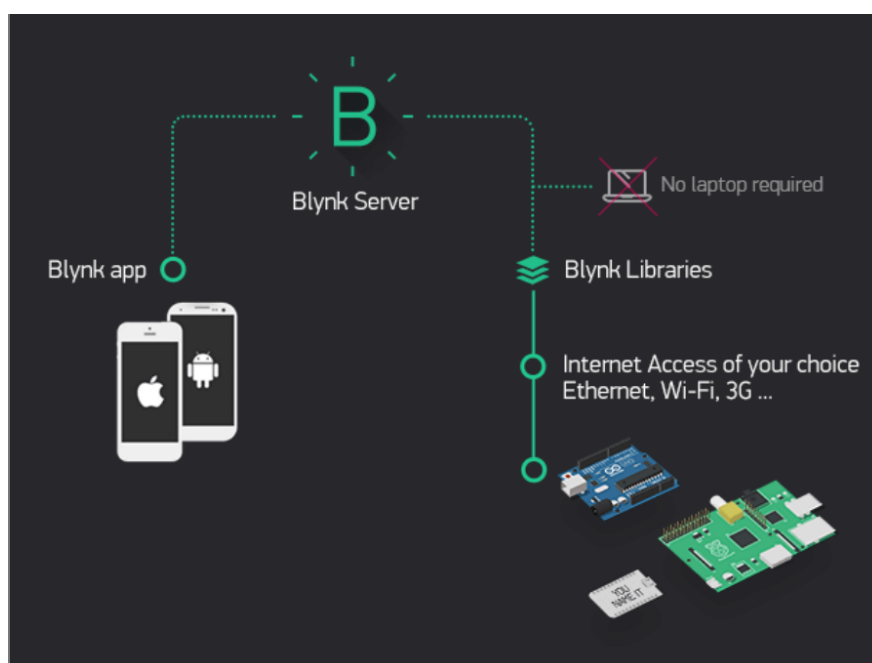 B
Blynk Server
No laptop required
Blynk app
Blynk Libraries
Internet Access of your choice
Ethernet, Wi-Fi, 3G ...
YOU
NAME IT